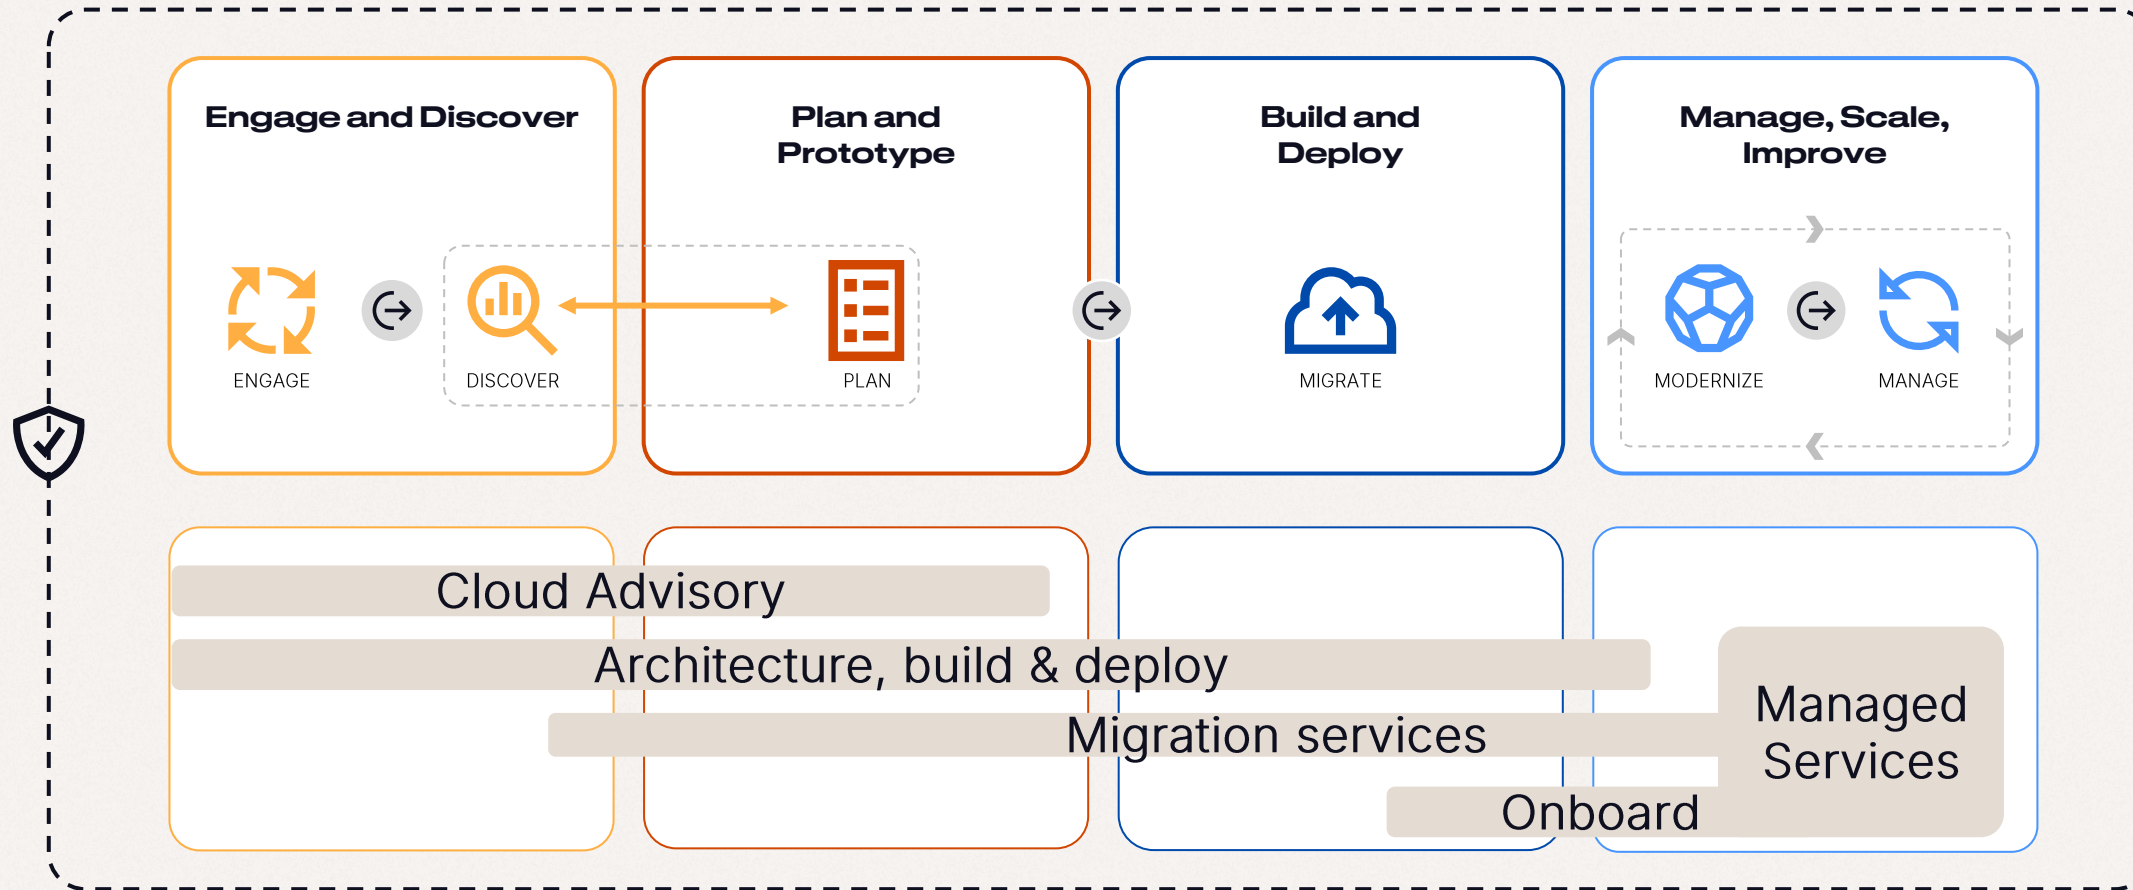 Engage and Discover
Plan and
Prototype
Build and
Deploy
Manage, Scale,
Improve
ENGAGE
DISCOVER
PLAN
MIGRATE
MODERNIZE
MANAGE
Cloud Advisory
Architecture, build & deploy
Migration services
Managed
Services
Onboard